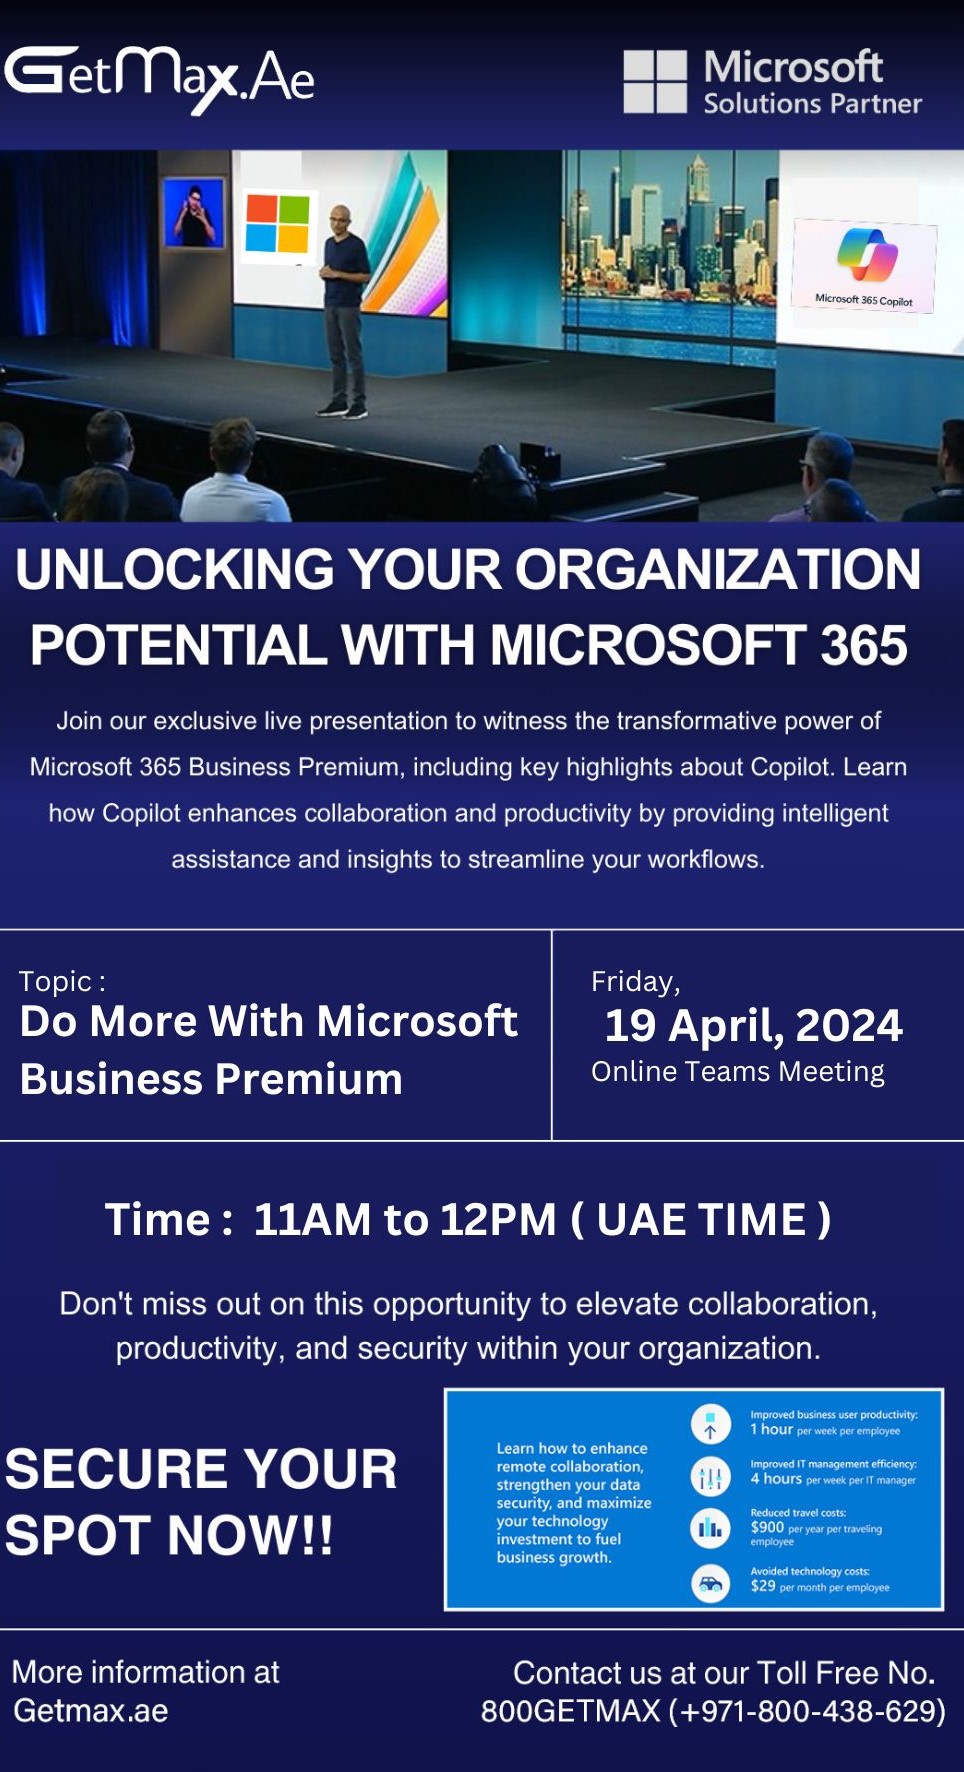 GetMax.Ae
Microsoft
Solutions Partner
Microsoft 365 Copilot
UNLOCKING YOUR ORGANIZATION
POTENTIAL WITH MICROSOFT 365
Join our exclusive live presentation to witness the transformative power of
Microsoft 365 Business Premium, including key highlights about Copilot. Learn
how Copilot enhances collaboration and productivity by providing intelligent
assistance and insights to streamline your workflows.
Topic :
Do More With Microsoft
Business Premium
Friday,
19 April, 2024
Online Teams Meeting
Time : 11AM to 12PM ( UAE TIME )
Don't miss out on this opportunity to elevate collaboration,
productivity, and security within your organization.
SECURE YOUR
SPOT NOW!!
Learn how to enhance
remote collaboration,
strengthen your data
security, and maximize
your technology
investment to fuel
business growth.
Improved business user productivity:
1 hour per week per employee
Improved IT management efficiency:
4 hours per week per IT manager
Reduced travel costs:
$900 per year per traveling
employee
Avoided technology costs:
$29 per month per employee
More information at
Getmax.ae
Contact us at our Toll Free No.
800GETMAX (+971-800-438-629)